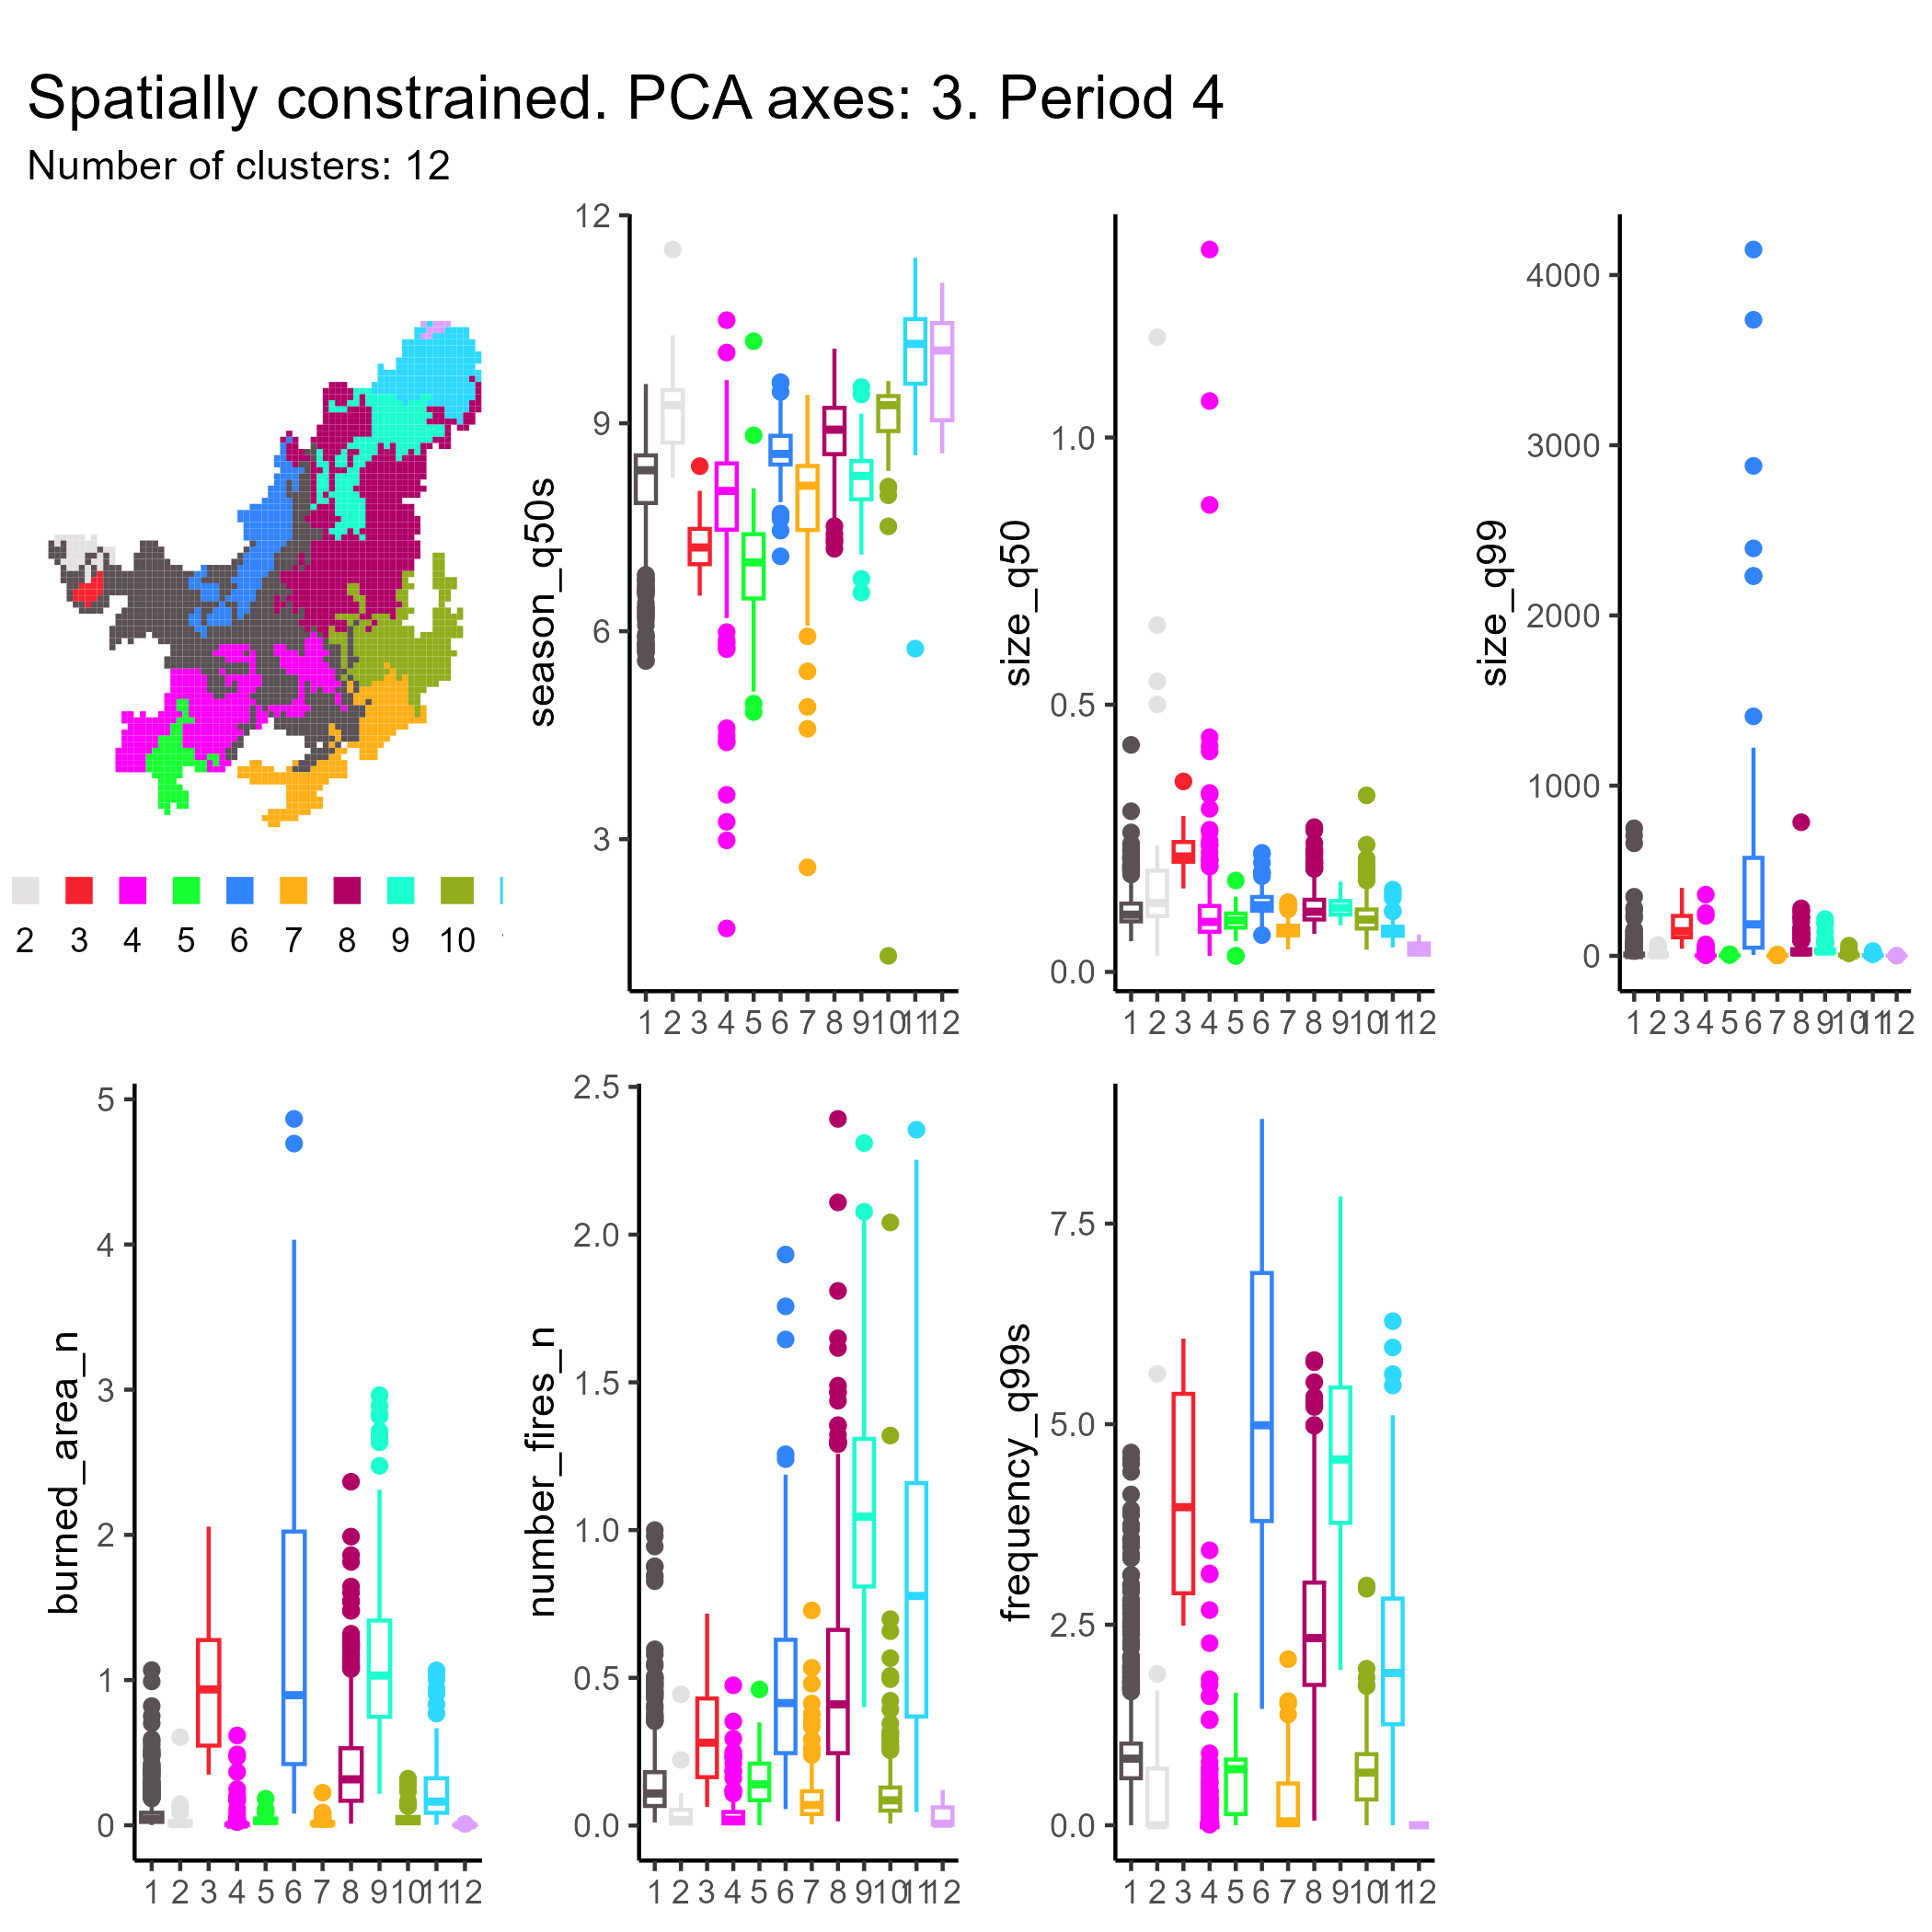 Spatially constrained. PCA axes: 3. Period 4
Number of clusters: 12
2 3 4 5 6 7 8 9 10
season_q50s
12
9
6
3
1 2 3 4 5 6 7 8 9 10 11 12
size_q50
1.0
0.5
0.0
1 2 3 4 5 6 7 8 9 10 11 12
size_q99
4000
3000
2000
1000
0
1 2 3 4 5 6 7 8 9 10 11 12
burned_area_n
5
4
3
2
1
0
1 2 3 4 5 6 7 8 9 10 11 12
number_fires_n
2.5
2.0
1.5
1.0
0.5
0.0
1 2 3 4 5 6 7 8 9 10 11 12
frequency_q99s
7.5
5.0
2.5
0.0
1 2 3 4 5 6 7 8 9 10 11 12